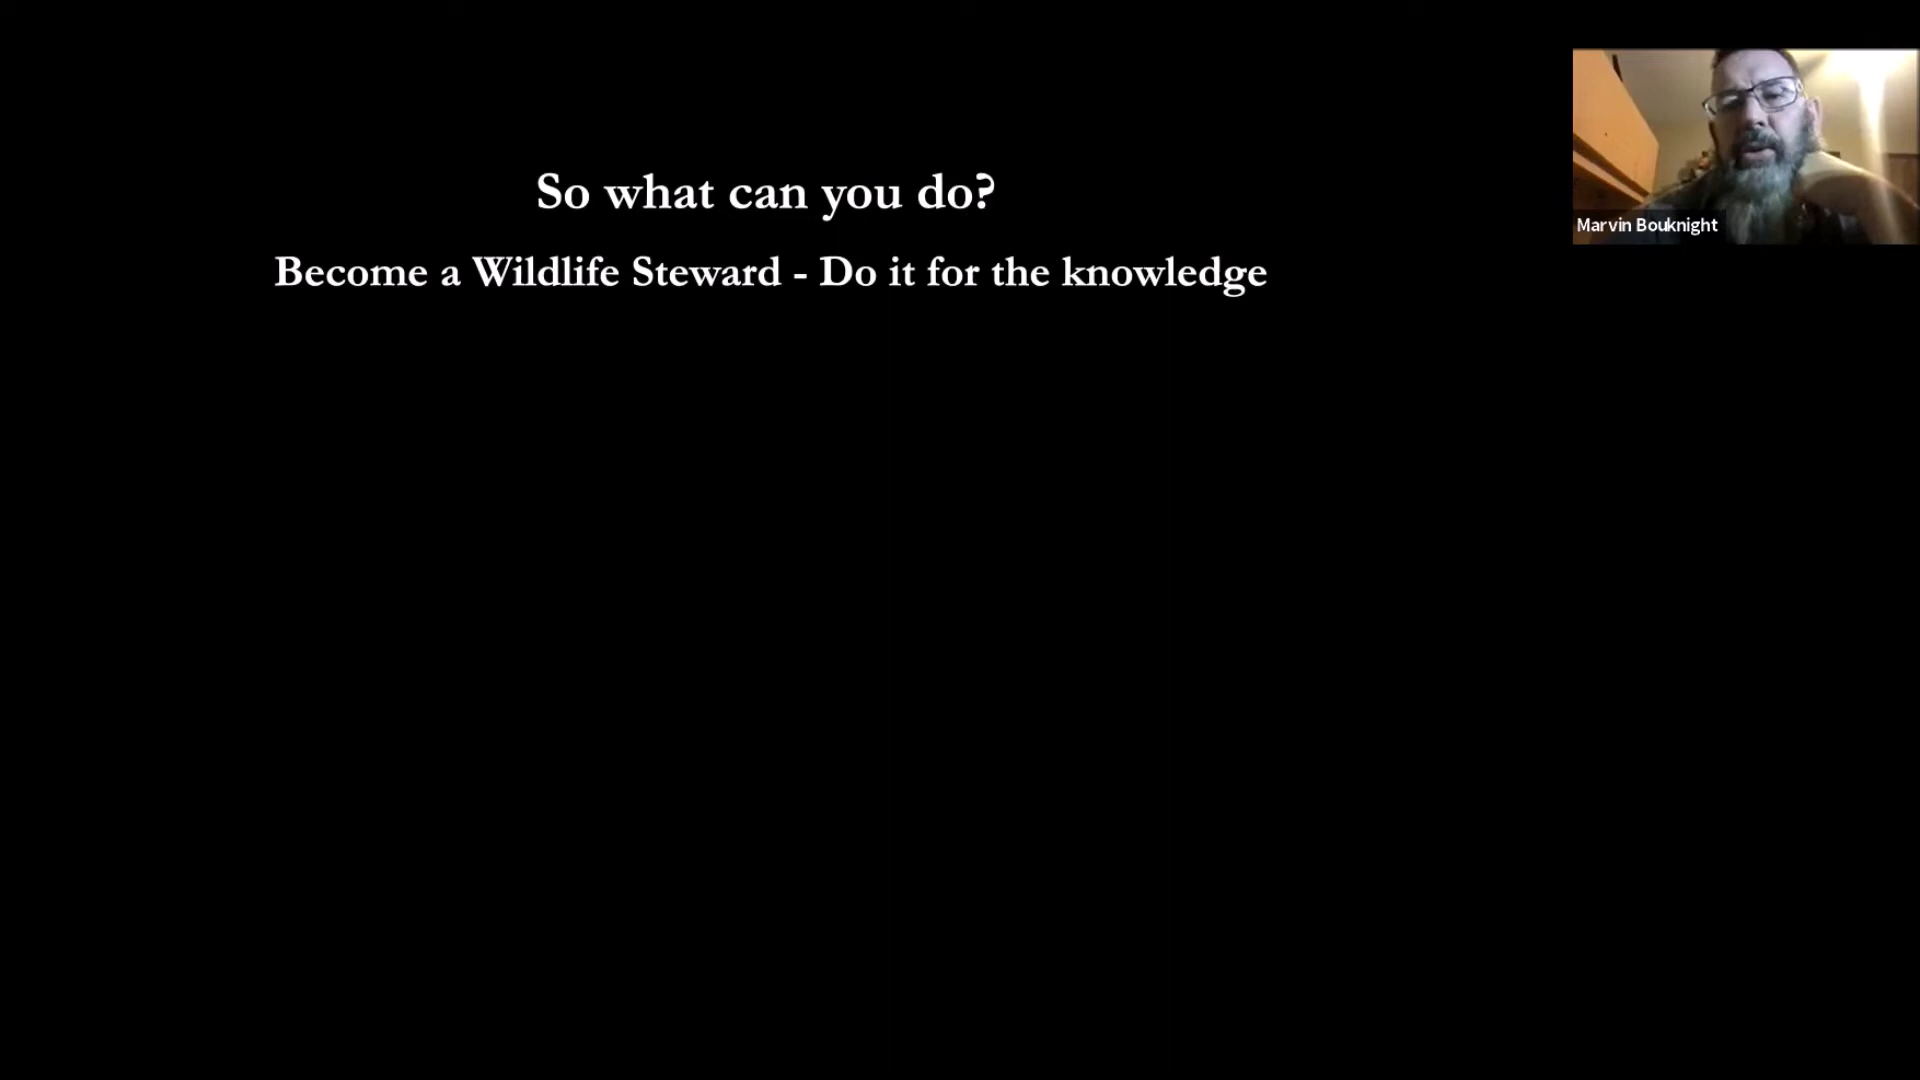 So what can you do?
Become a Wildlife Steward - Do it for the knowledge
Marvin Bouknight